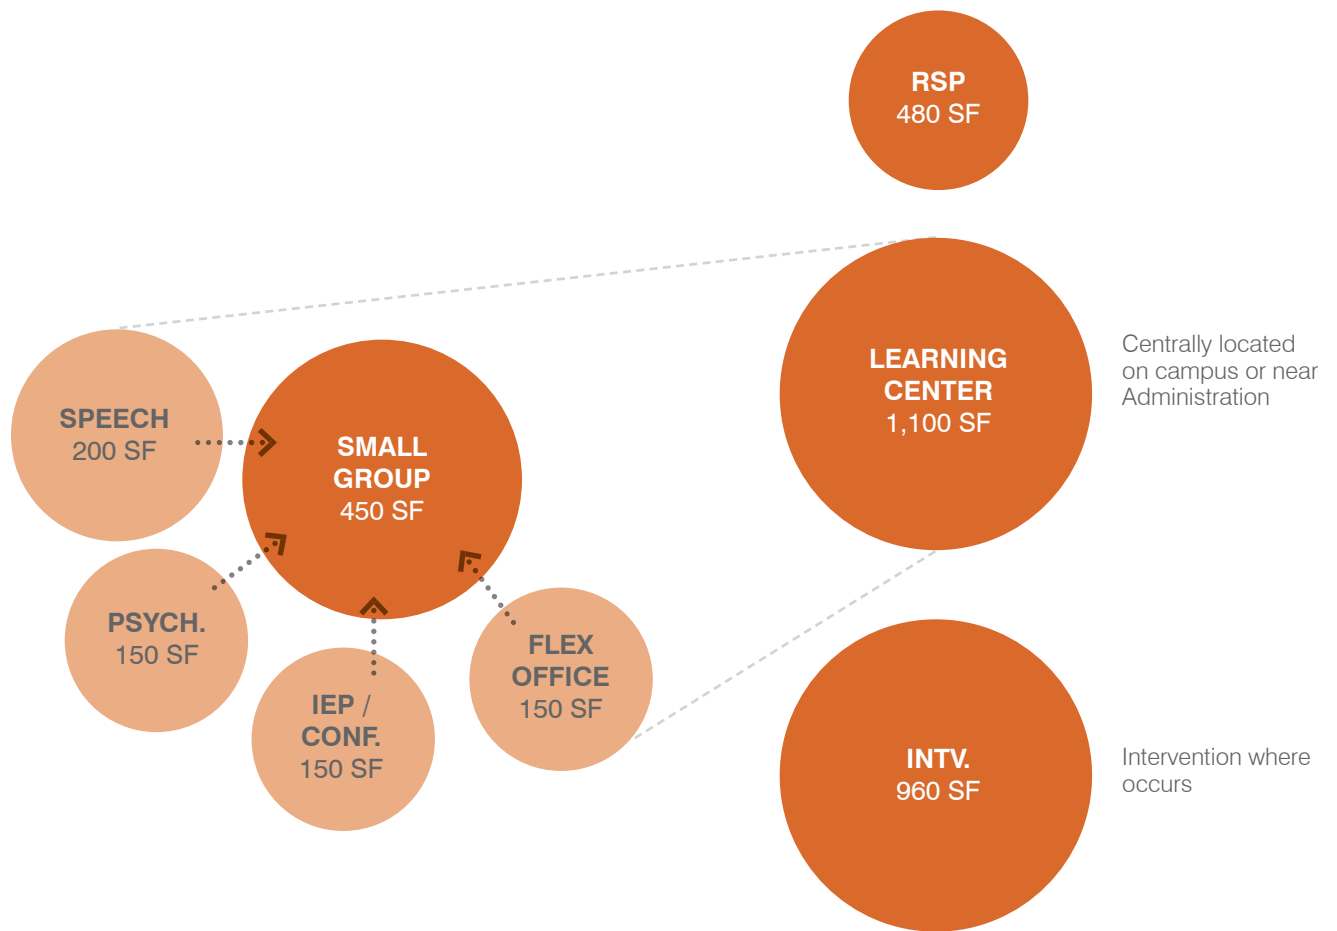 RSP
480 SF
LEARNING
CENTER
1,100 SF
Centrally located
on campus or near
Administration
SPEECH
200 SF
SMALL
GROUP
450 SF
PSYCH.
150 SF
IEP /
CONF.
150 SF
FLEX
OFFICE
150 SF
INTV.
960 SF
Intervention where
occurs